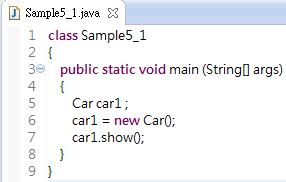 Sample5_1.java
1 class Sample5_1
2 {
3 public static void main (String[] args)
4 {
5 Car car1 ;
6 car1 = new Car();
7 car1.show();
8 }
9 }